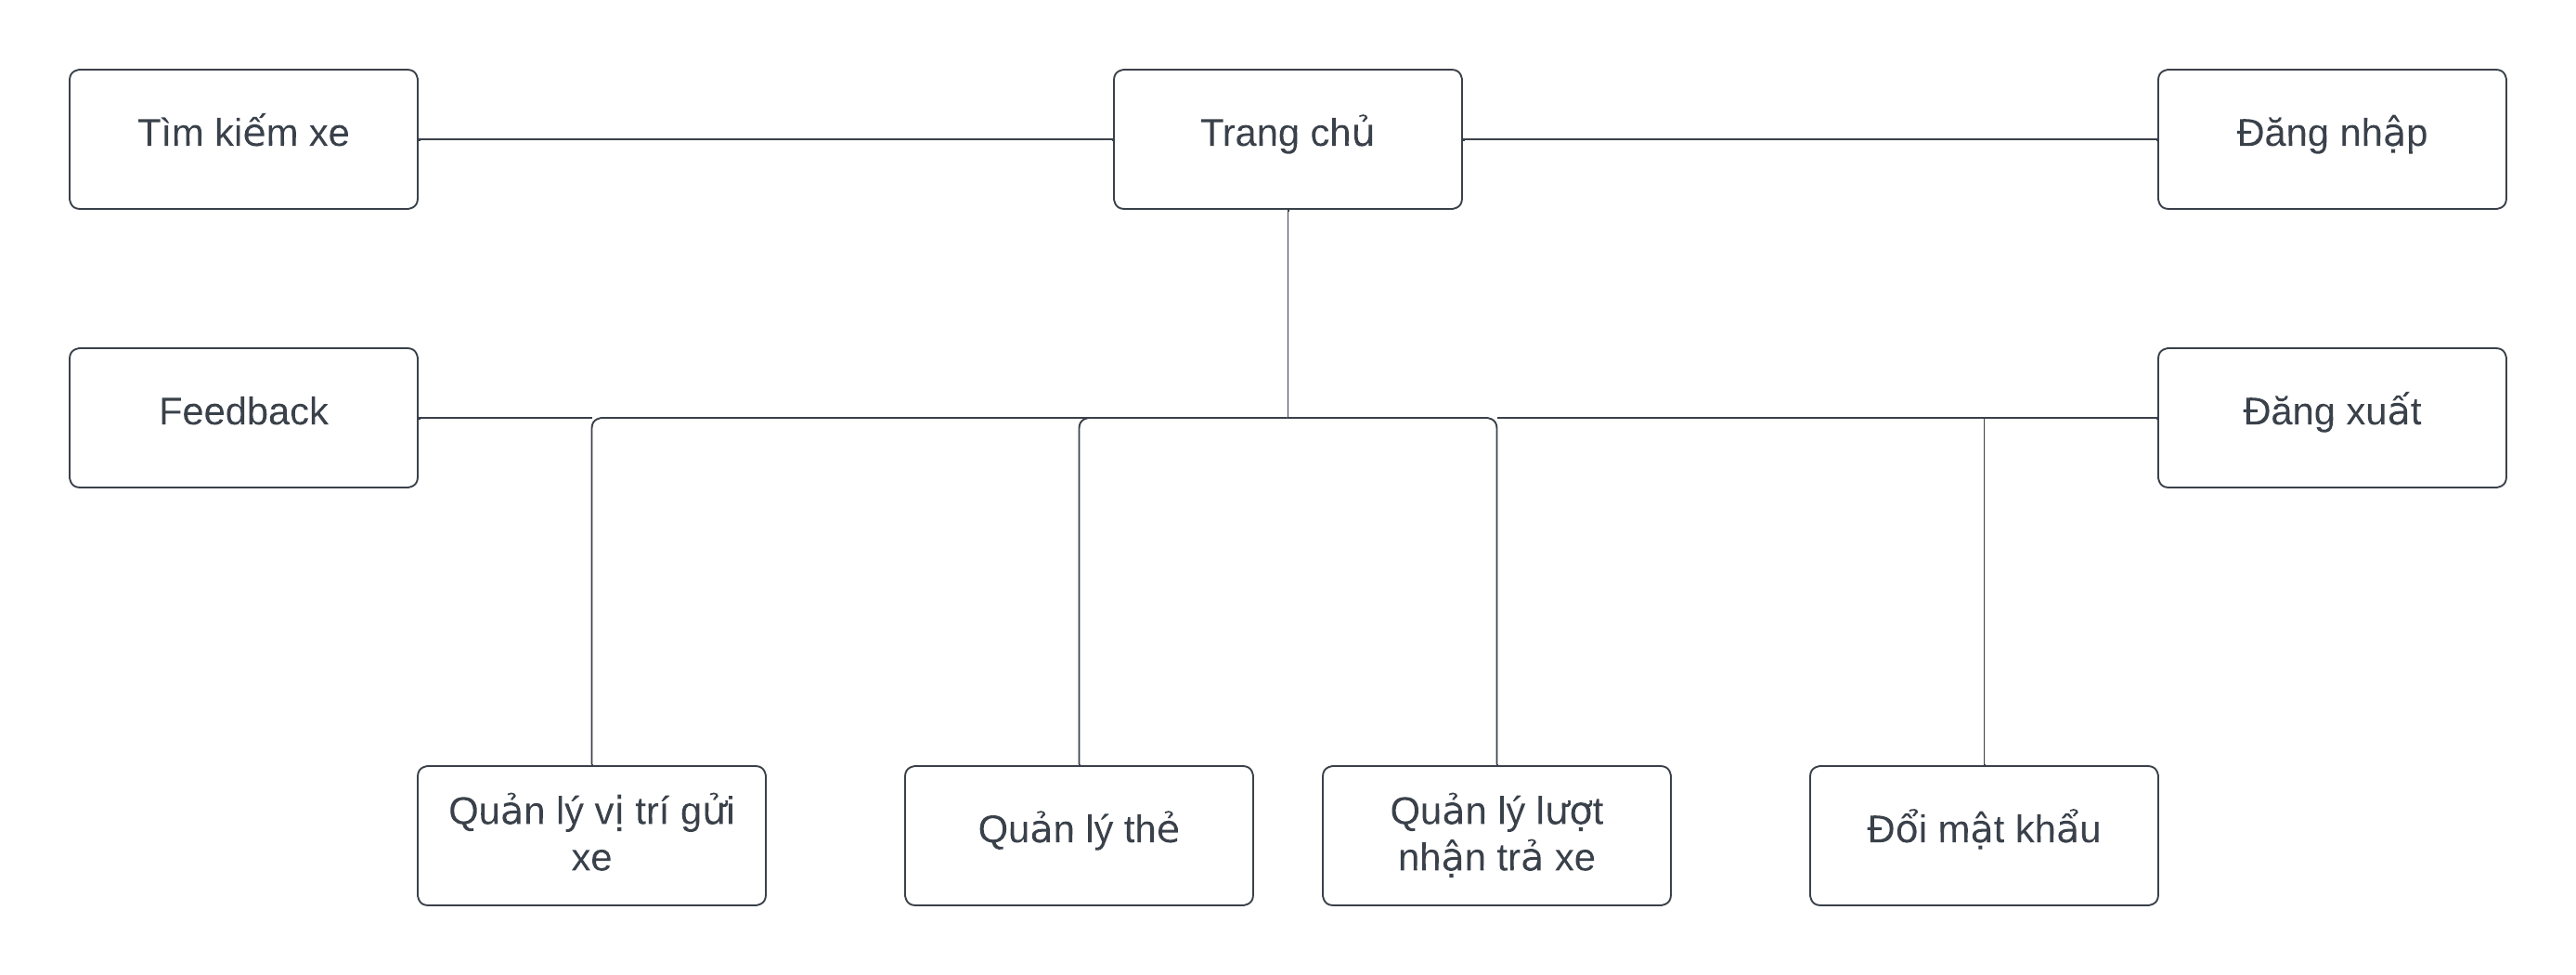 Tìm kiếm xe
Trang chủ
Đăng nhập
Feedback
Đăng xuất
Quản lý vị trí gửi
xe
Quản lý thẻ
Quản lý lượt
nhận trả xe
Đổi mật khẩu